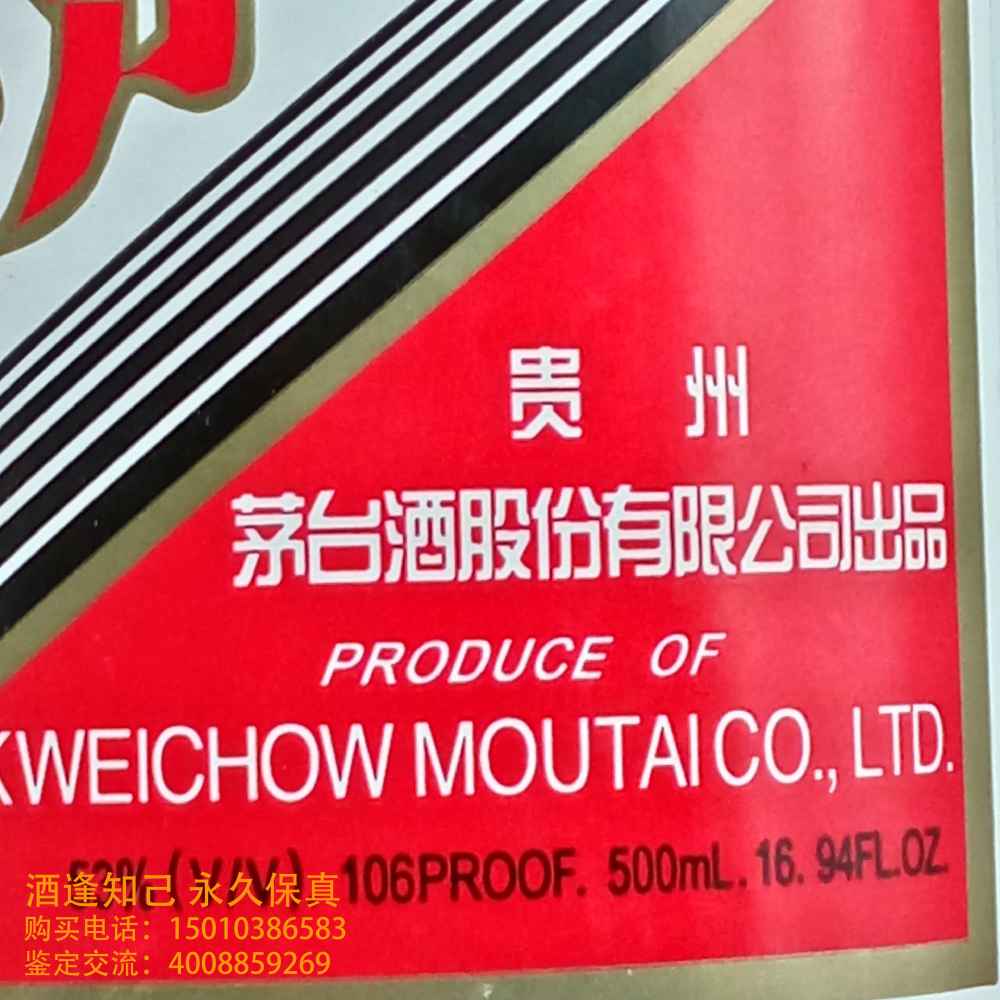 贵州
茅台酒股份有限公司出品
PRODUCE OF
KWEICHOW MOUTAI CO., LTD.
53% (V/V) 106PROOF. 500mL. 16. 94FL.OZ.
酒逢知己 永久保真
购买电话：15010386583
鉴定交流：4008859269